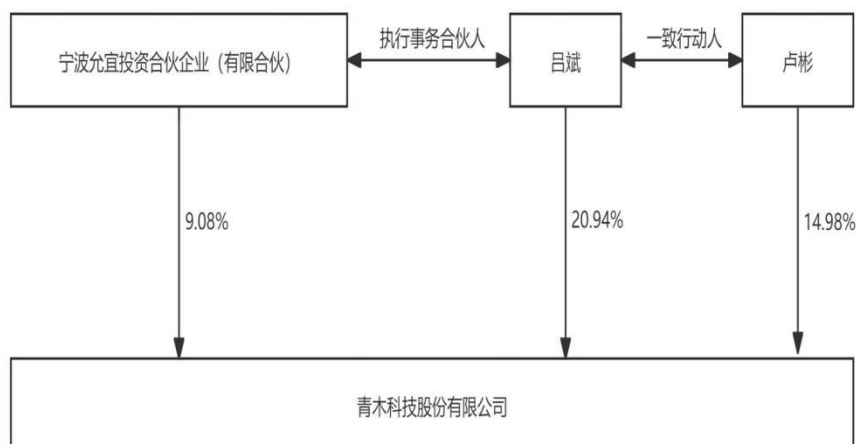 宁波允宜投资合伙企业（有限合伙）
执行事务合伙人
吕斌
一致行动人
卢彬
9.08%
20.94%
14.98%
青木科技股份有限公司